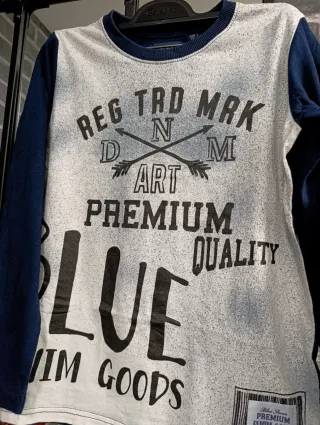 REG TRD MRK
N
D M
ART
PREMIUM
QUALITY
LUE
NIM GOODS
PREMIUM